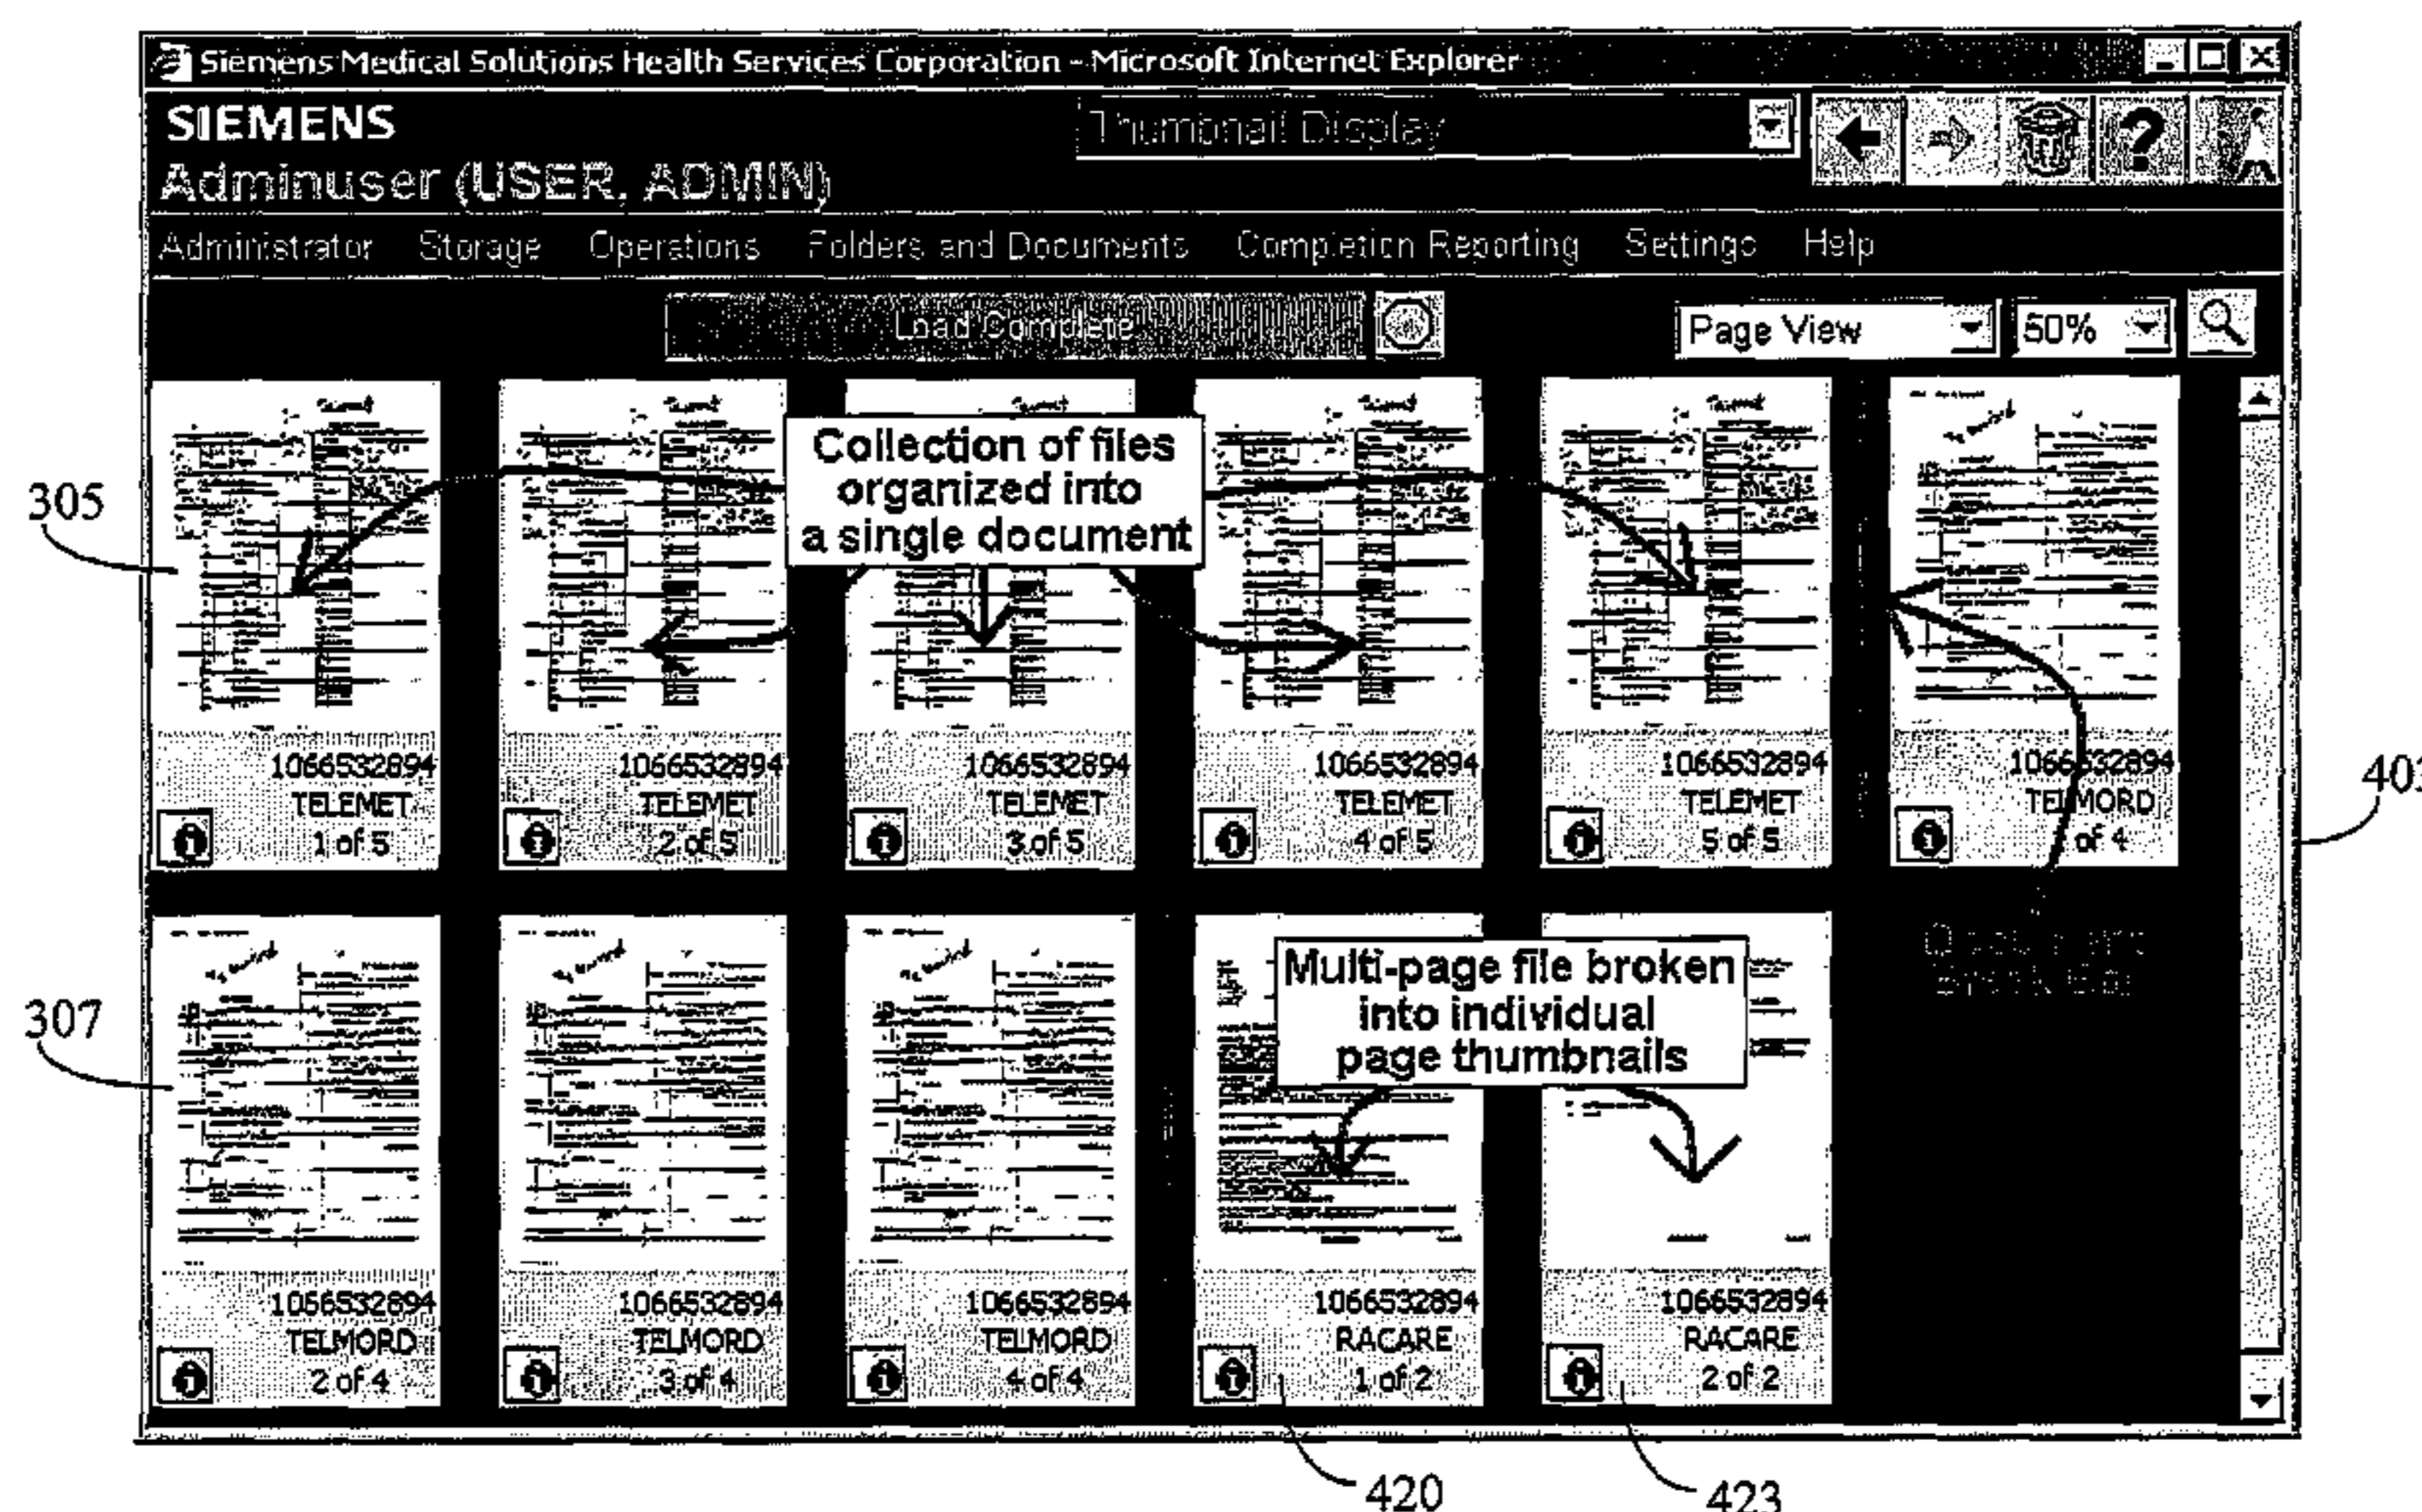 Siemens Medical Solutions Health Services Corporation - Microsoft Internet Explorer
SIEMENS
Thumbnail Display
Adminuser (USER, ADMIN)
Administrator Storage Operations Folders and Documents Completion Reporting Settings Help
Load Complete
Page View
50%
Collection of files
organized into
a single document
305
1066532894
TELEMET
1 of 5
1066532894
TELEMET
2 of 5
1066532894
TELEMET
3 of 5
1066532894
TELEMET
4 of 5
1066532894
TELEMET
5 of 5
1066532894
TELMORD
of 4
403
Multi-page file broken
into individual
page thumbnails
307
1066532894
TELMORD
2 of 4
1066532894
TELMORD
3 of 4
1066532894
TELMORD
4 of 4
1066532894
RACARE
1 of 2
1066532894
RACARE
2 of 2
420
423